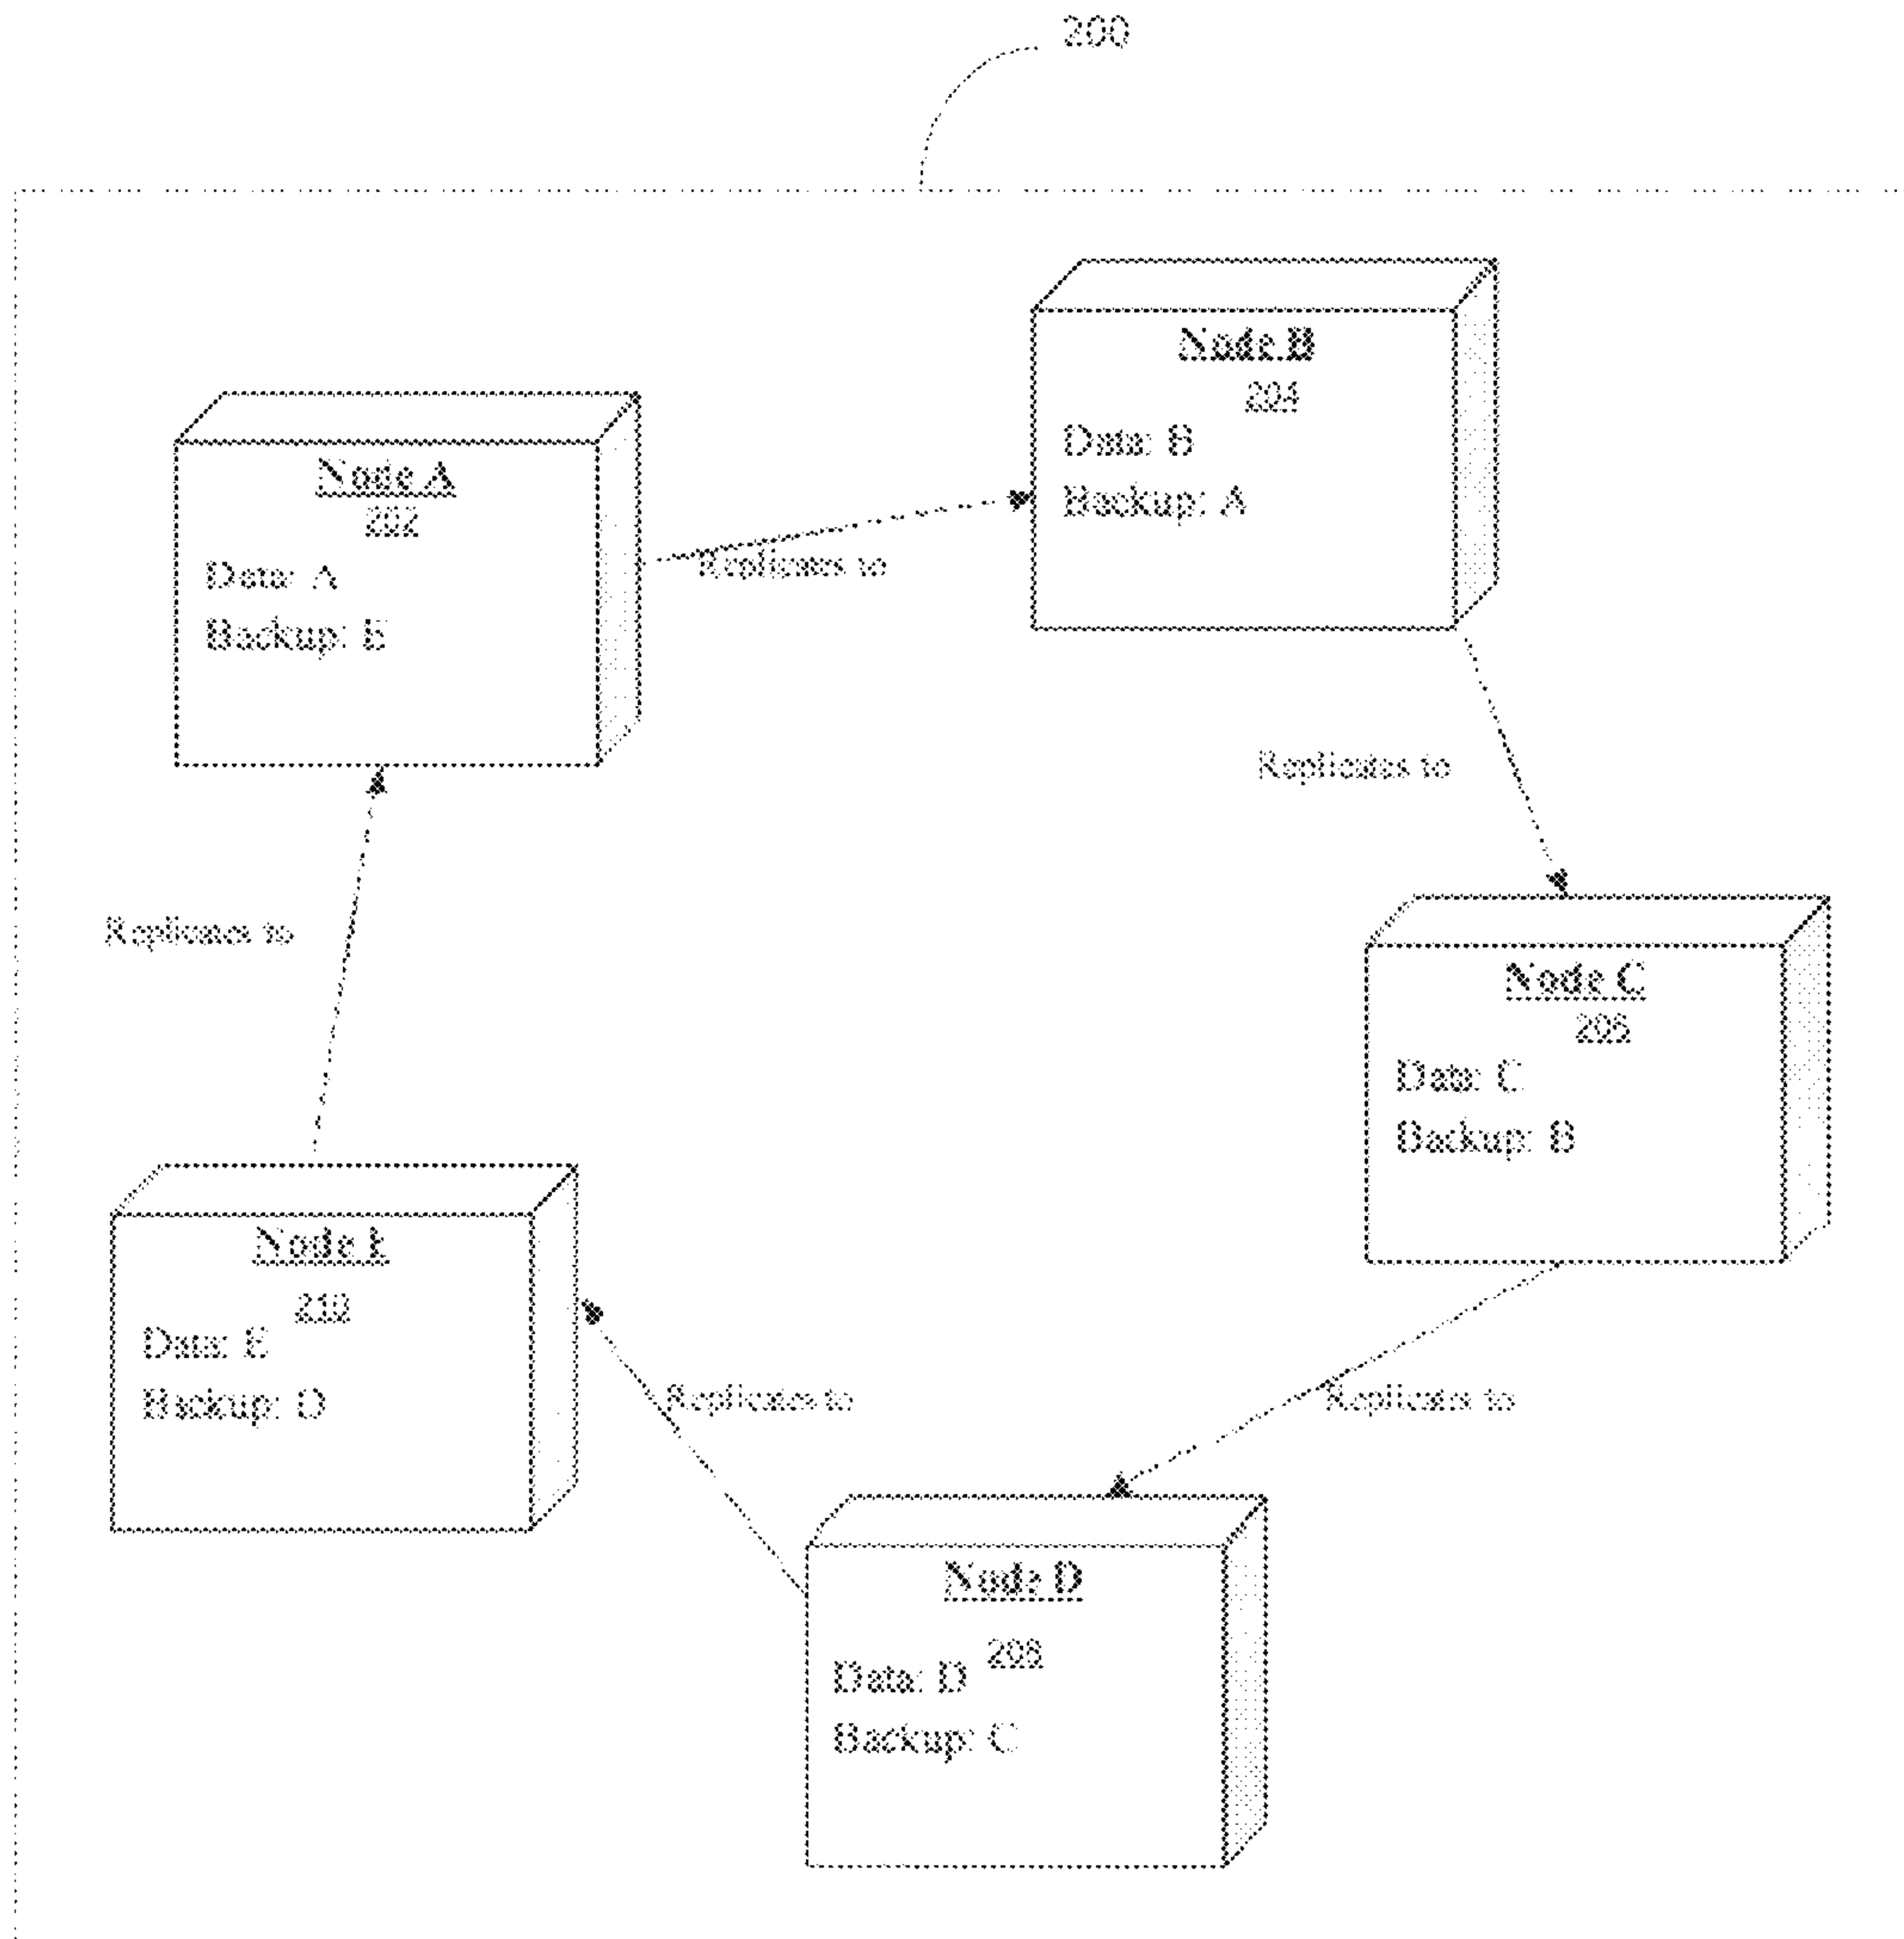 200
Node B
204
Data: B
Backup: A
Node A
202
Data: A
Backup: E
Replicates to
Replicates to
Replicates to
Node C
206
Data: C
Backup: B
Node E
210
Data: E
Backup: D
Replicates to
Replicates to
Node D
208
Data: D
Backup: C